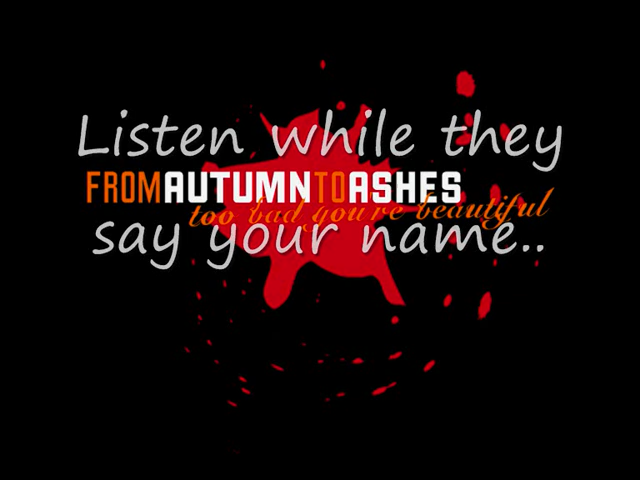 Listen while they
FROMAUTUMNTOASHES
too bad you're beautiful
say your name..